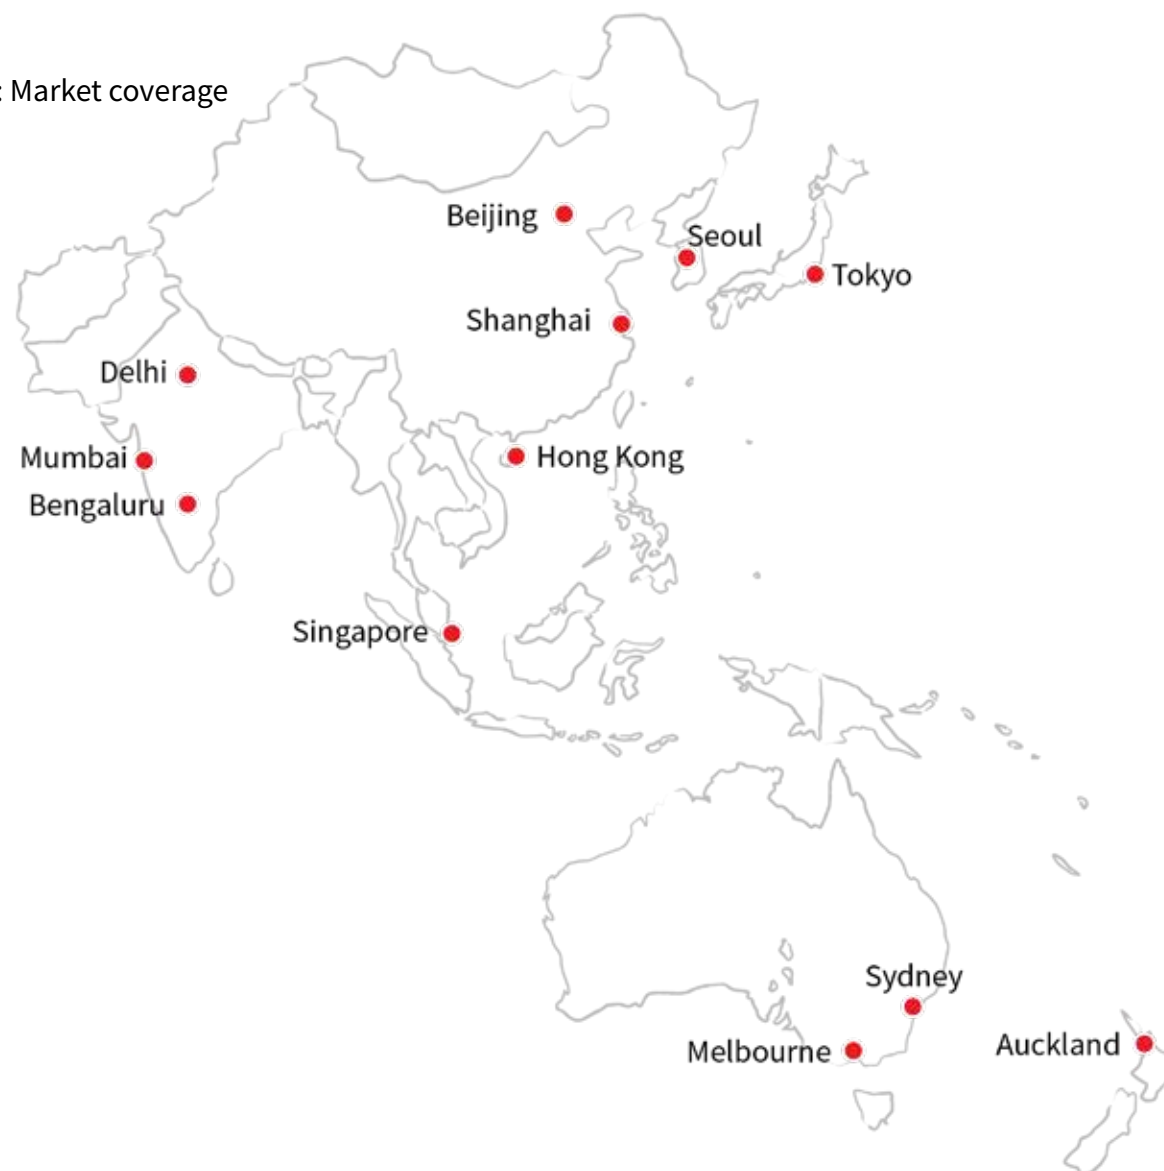 : Market coverage
Beijing
Seoul
Tokyo
Shanghai
Delhi
Mumbai
Hong Kong
Bengaluru
Singapore
Sydney
Melbourne
Auckland